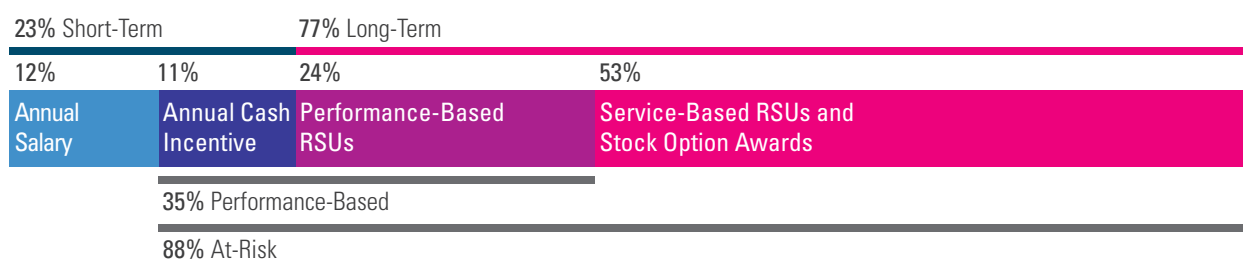 23% Short-Term 77% Long-Term
12% 11% 24% 53%
Annual Salary
Annual Cash Incentive
Performance-Based RSUs
Service-Based RSUs and Stock Option Awards
35% Performance-Based
88% At-Risk